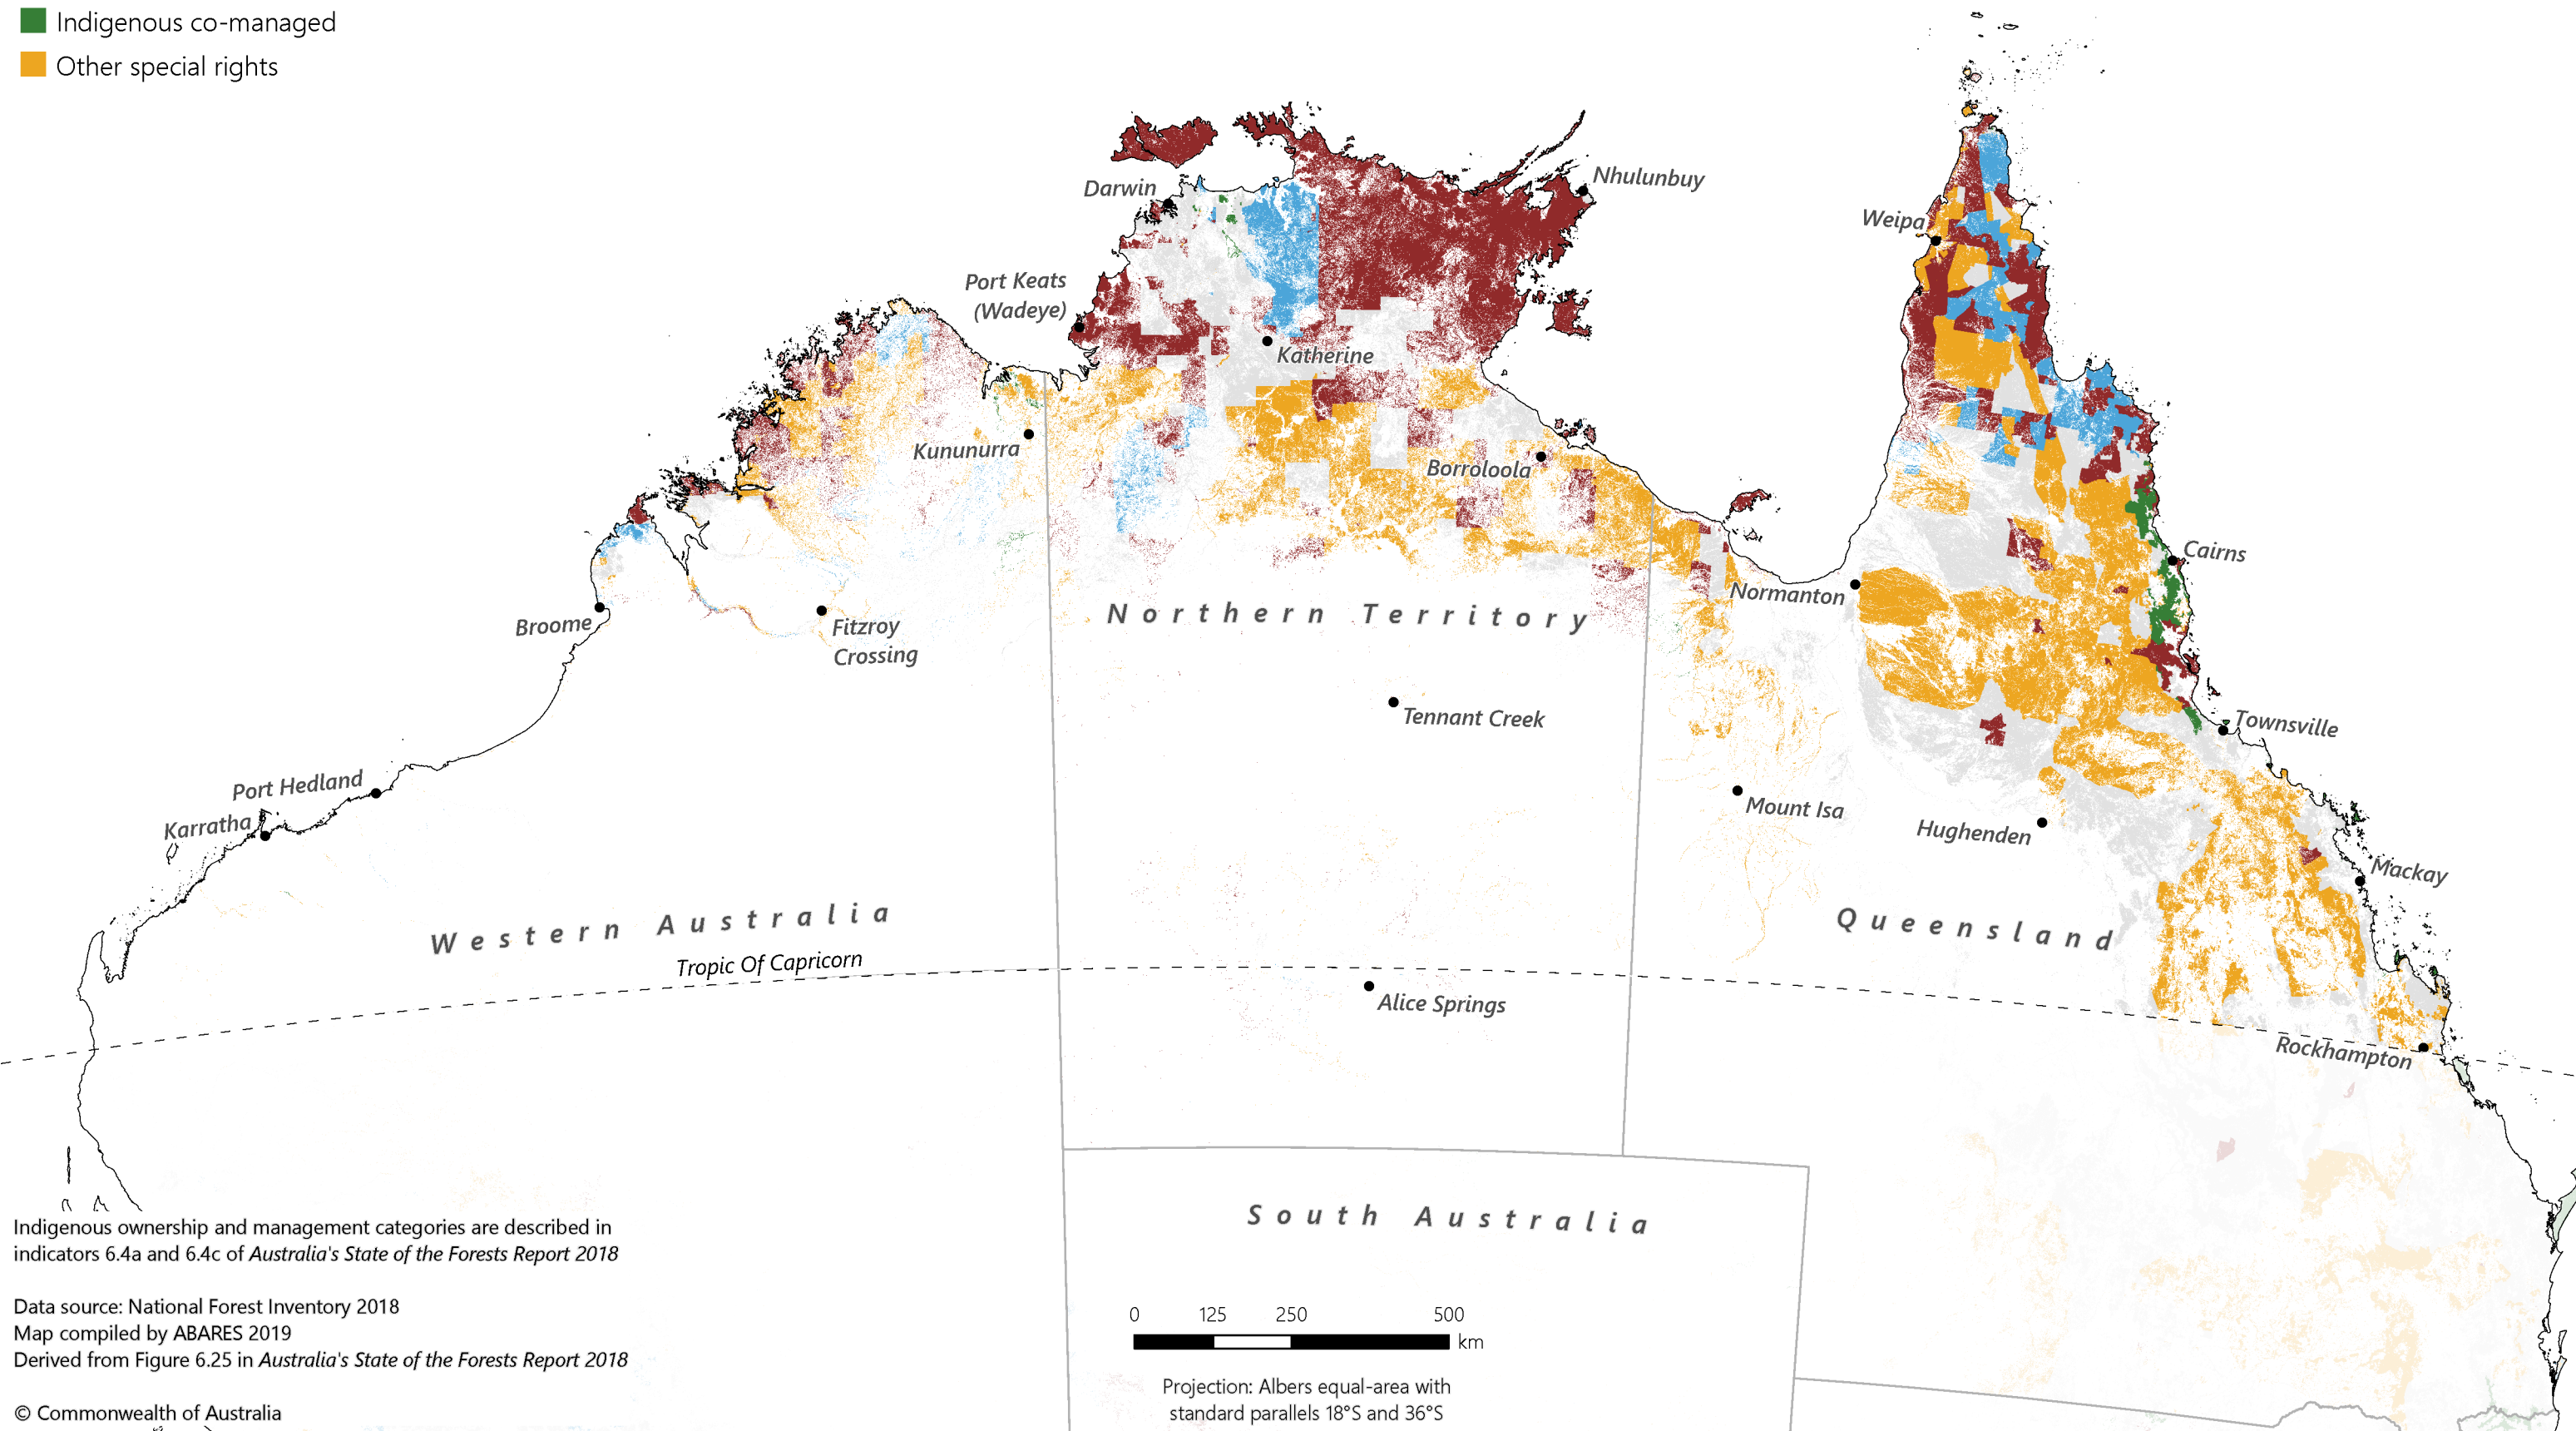 Indigenous co-managed
Other special rights
Darwin
Nhulunbuy
Weipa
Port Keats
(Wadeye)
Katherine
Kununurra
Borroloola
Cairns
Normanton
Broome
Fitzroy
Crossing
Northern Territory
Tennant Creek
Townsville
Port Hedland
Karratha
Mount Isa
Hughenden
Mackay
Western Australia
Queensland
Tropic Of Capricorn
Alice Springs
Rockhampton
South Australia
Indigenous ownership and management categories are described in
indicators 6.4a and 6.4c of Australia's State of the Forests Report 2018
Data source: National Forest Inventory 2018
Map compiled by ABARES 2019
Derived from Figure 6.25 in Australia's State of the Forests Report 2018
© Commonwealth of Australia
0 125 250 500
km
Projection: Albers equal-area with
standard parallels 18°S and 36°S